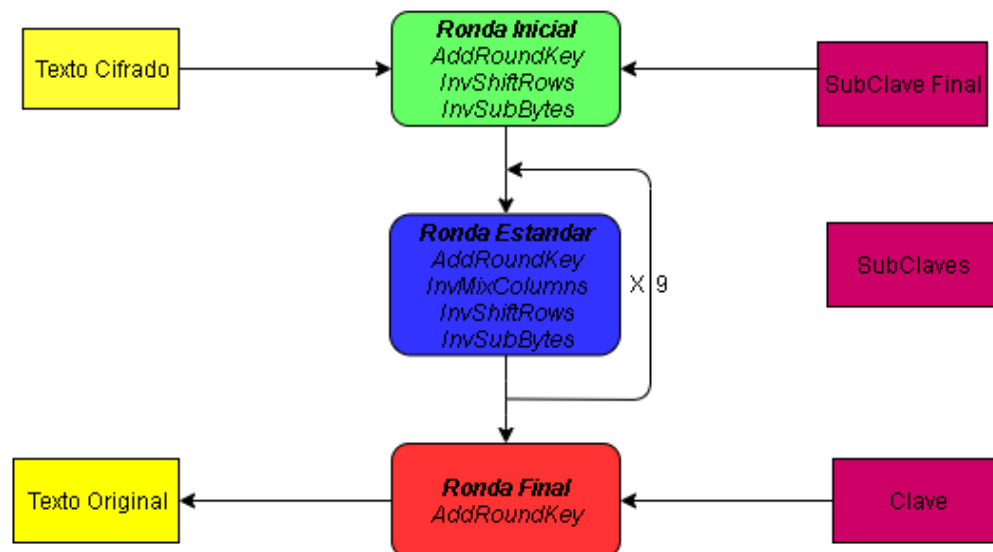 Texto Cifrado
Ronda Inicial
AddRoundKey
InvShiftRows
InvSubBytes
SubClave Final
Ronda Estandar
AddRoundKey
InvMixColumns
InvShiftRows
InvSubBytes
X 9
SubClaves
Texto Original
Ronda Final
AddRoundKey
Clave